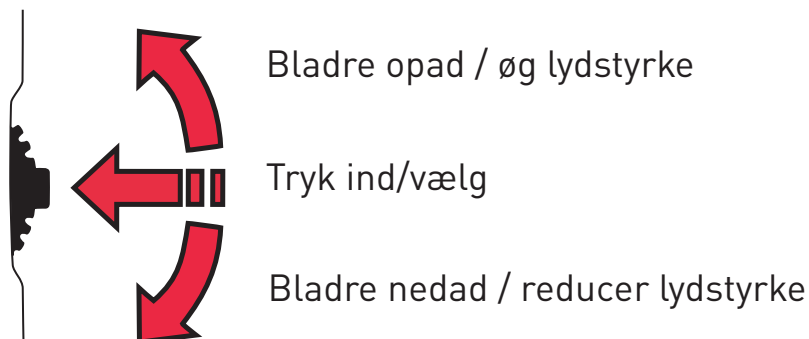 Bladre opad / øg lydstyrke
Tryk ind/vælg
Bladre nedad / reducer lydstyrke